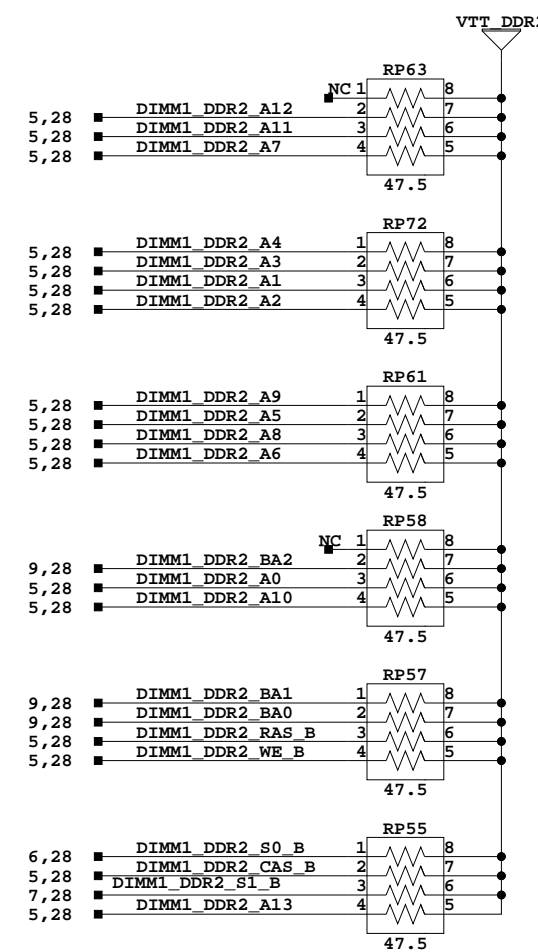 VTT_DDR2
RP63
NC 1 8
5,28 DIMM1_DDR2_A12 2 7
5,28 DIMM1_DDR2_A11 3 6
5,28 DIMM1_DDR2_A7 4 5
47.5
RP72
5,28 DIMM1_DDR2_A4 1 8
5,28 DIMM1_DDR2_A3 2 7
5,28 DIMM1_DDR2_A1 3 6
5,28 DIMM1_DDR2_A2 4 5
47.5
RP61
5,28 DIMM1_DDR2_A9 1 8
5,28 DIMM1_DDR2_A5 2 7
5,28 DIMM1_DDR2_A8 3 6
5,28 DIMM1_DDR2_A6 4 5
47.5
RP58
NC 1 8
9,28 DIMM1_DDR2_BA2 2 7
5,28 DIMM1_DDR2_A0 3 6
5,28 DIMM1_DDR2_A10 4 5
47.5
RP57
9,28 DIMM1_DDR2_BA1 1 8
9,28 DIMM1_DDR2_BA0 2 7
5,28 DIMM1_DDR2_RAS_B 3 6
5,28 DIMM1_DDR2_WE_B 4 5
47.5
RP55
6,28 DIMM1_DDR2_S0_B 1 8
5,28 DIMM1_DDR2_CAS_B 2 7
7,28 DIMM1_DDR2_S1_B 3 6
5,28 DIMM1_DDR2_A13 4 5
47.5